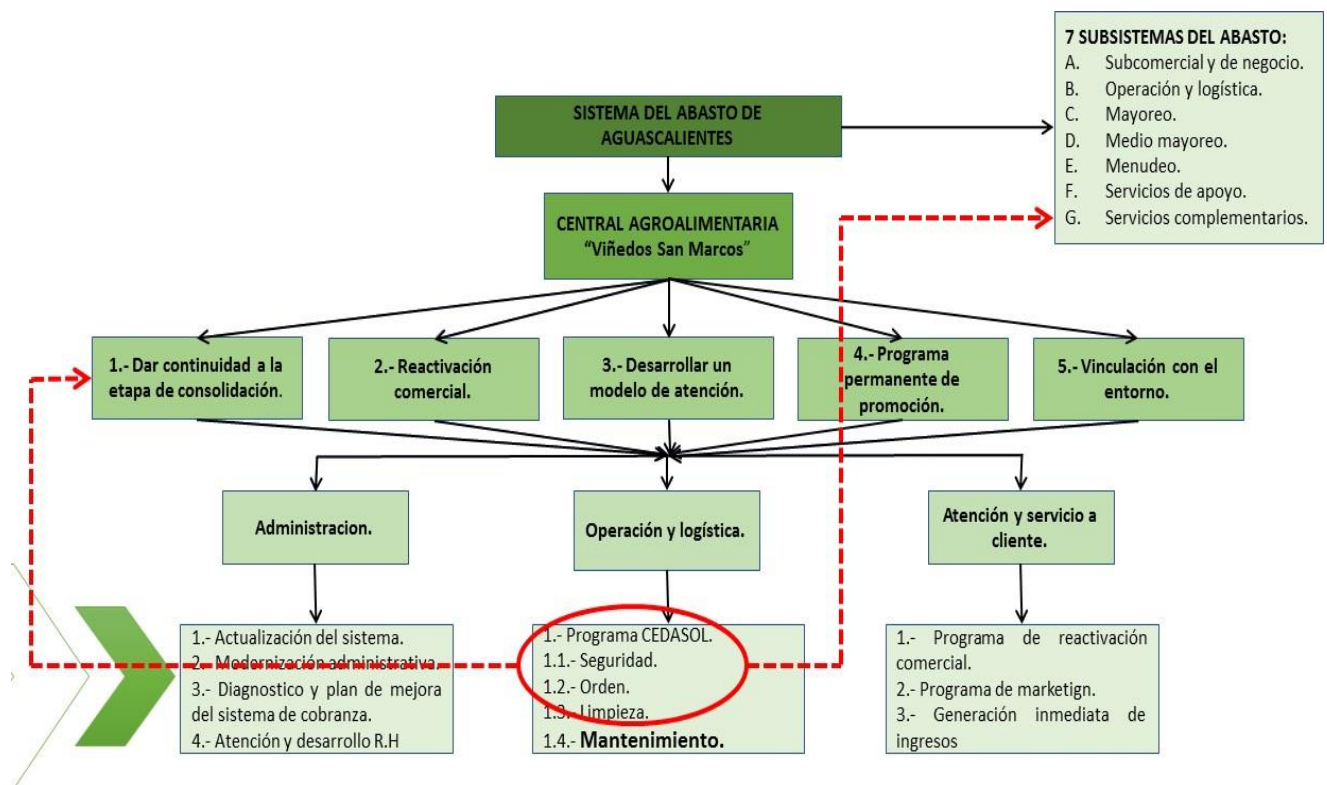 7 SUBSISTEMAS DEL ABASTO:
A. Subcomercial y de negocio.
B. Operación y logística.
C. Mayoreo.
D. Medio mayoreo.
E. Menudeo.
F. Servicios de apoyo.
G. Servicios complementarios.
SISTEMA DEL ABASTO DE
AGUASCALIENTES
CENTRAL AGROALIMENTARIA
“Viñedos San Marcos”
1.- Dar continuidad a la
etapa de consolidación.
2.- Reactivación
comercial.
3.- Desarrollar un
modelo de atención.
4.- Programa
permanente de
promoción.
5.- Vinculación con el
entorno.
Administracion.
Operación y logística.
Atención y servicio a
cliente.
1.- Actualización del sistema.
2.- Modernización administrativa.
3.- Diagnostico y plan de mejora
del sistema de cobranza.
4.- Atención y desarrollo R.H
1.- Programa CEDASOL.
1.1.- Seguridad.
1.2.- Orden.
1.3.- Limpieza.
1.4.- Mantenimiento.
1.- Programa de reactivación
comercial.
2.- Programa de marketign.
3.- Generación inmediata de
ingresos